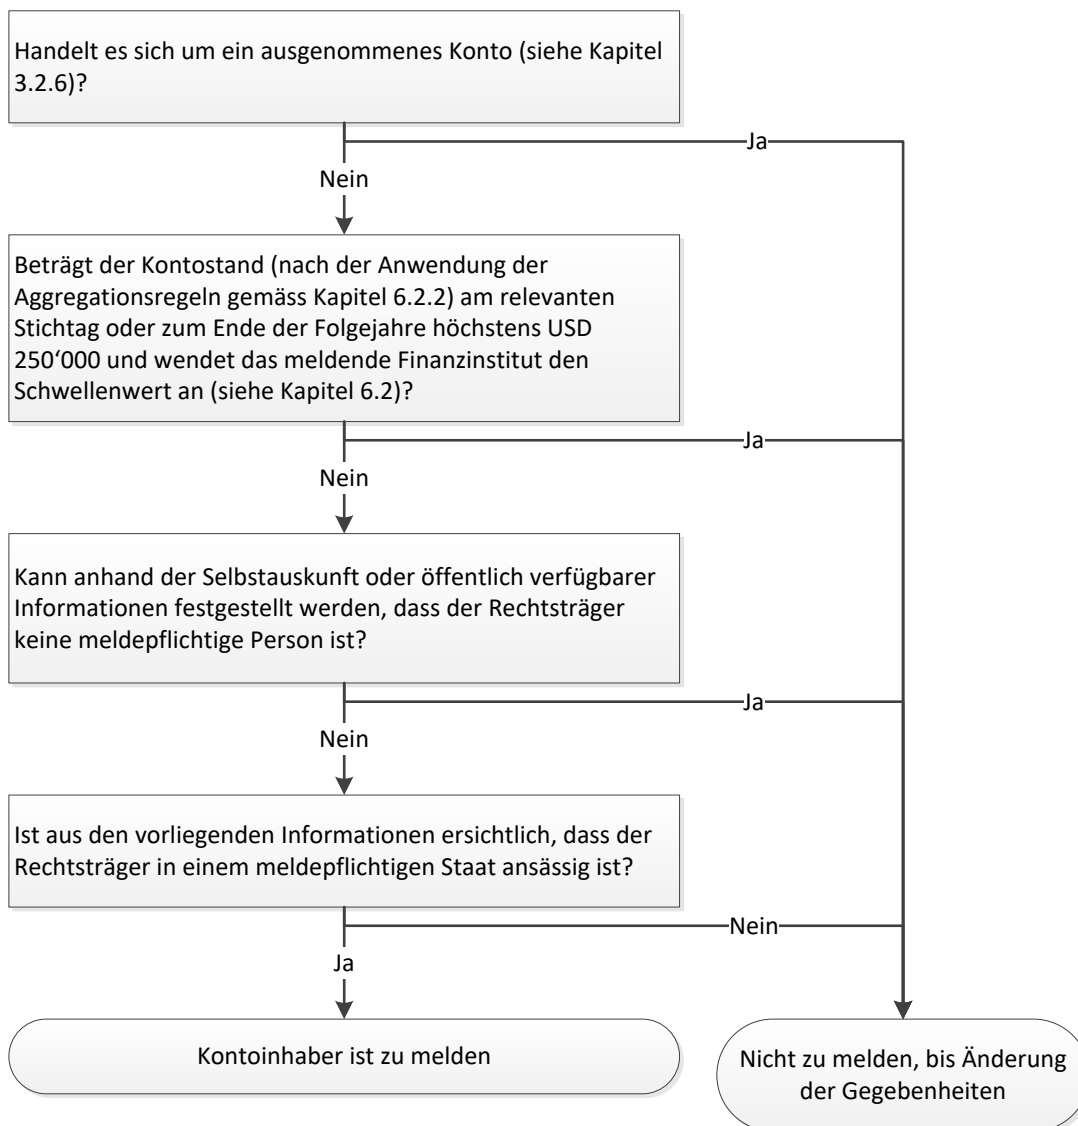 Handelt es sich um ein ausgenommenes Konto (siehe Kapitel
3.2.6)?
Ja
Nein
Beträgt der Kontostand (nach der Anwendung der
Aggregationsregeln gemäss Kapitel 6.2.2) am relevanten
Stichtag oder zum Ende der Folgejahre höchstens USD
250‘000 und wendet das meldende Finanzinstitut den
Schwellenwert an (siehe Kapitel 6.2)?
Ja
Nein
Kann anhand der Selbstauskunft oder öffentlich verfügbarer
Informationen festgestellt werden, dass der Rechtsträger
keine meldepflichtige Person ist?
Ja
Nein
Ist aus den vorliegenden Informationen ersichtlich, dass der
Rechtsträger in einem meldepflichtigen Staat ansässig ist?
Nein
Ja
Kontoinhaber ist zu melden
Nicht zu melden, bis Änderung
der Gegebenheiten